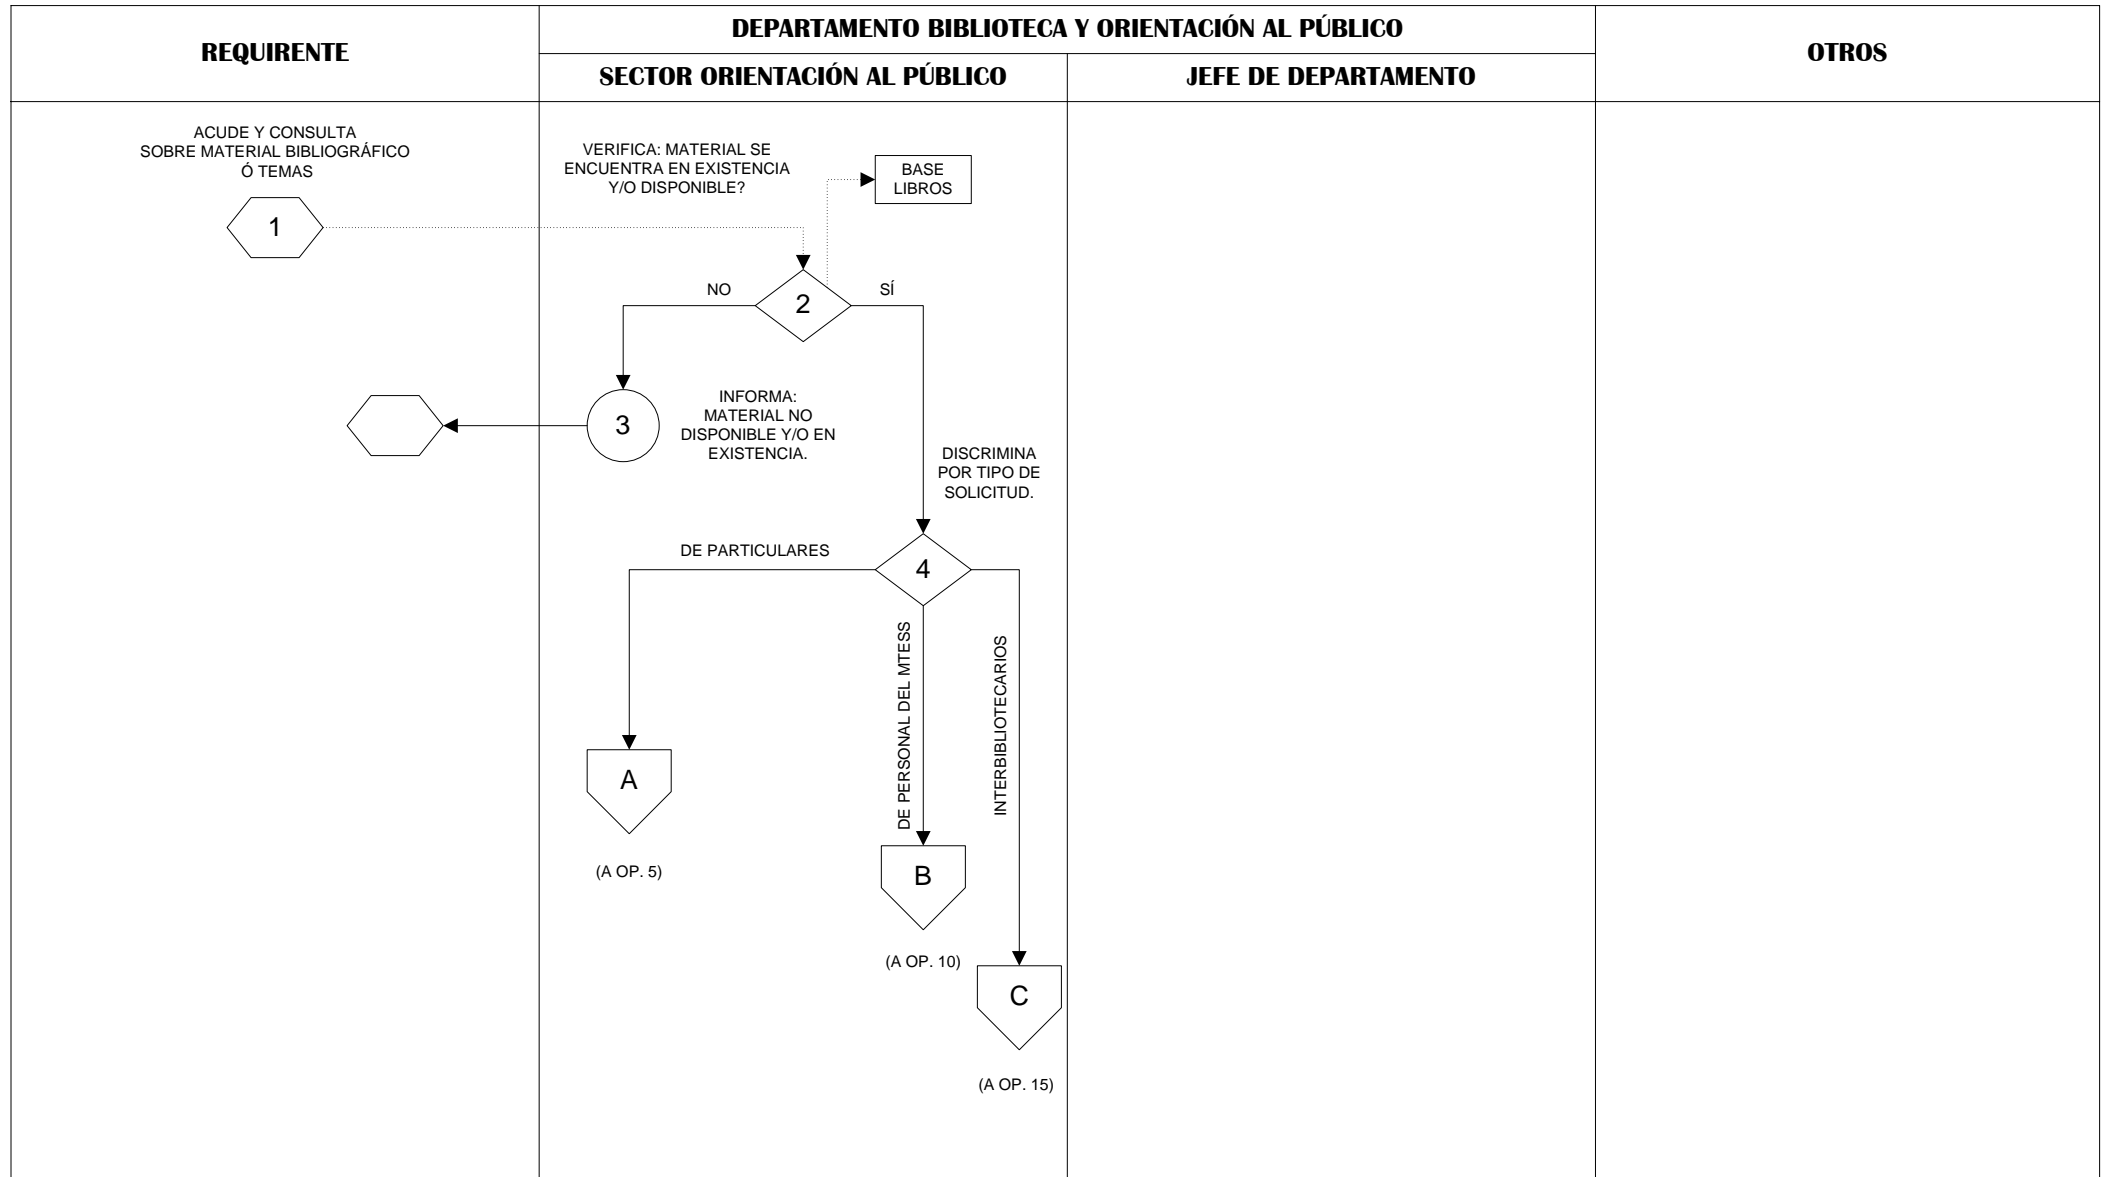 REQUIRENTE
DEPARTAMENTO BIBLIOTECA Y ORIENTACIÓN AL PÚBLICO
SECTOR ORIENTACIÓN AL PÚBLICO
JEFE DE DEPARTAMENTO
OTROS
ACUDE Y CONSULTA
SOBRE MATERIAL BIBLIOGRÁFICO
Ó TEMAS
1
VERIFICA: MATERIAL SE
ENCUENTRA EN EXISTENCIA
Y/O DISPONIBLE?
BASE
LIBROS
2
NO
SÍ
3
INFORMA:
MATERIAL NO
DISPONIBLE Y/O EN
EXISTENCIA.
DISCRIMINA
POR TIPO DE
SOLICITUD.
4
DE PARTICULARES
DE PERSONAL DEL MTESS
INTERBIBLIOTECARIOS
A
(A OP. 5)
B
(A OP. 10)
C
(A OP. 15)